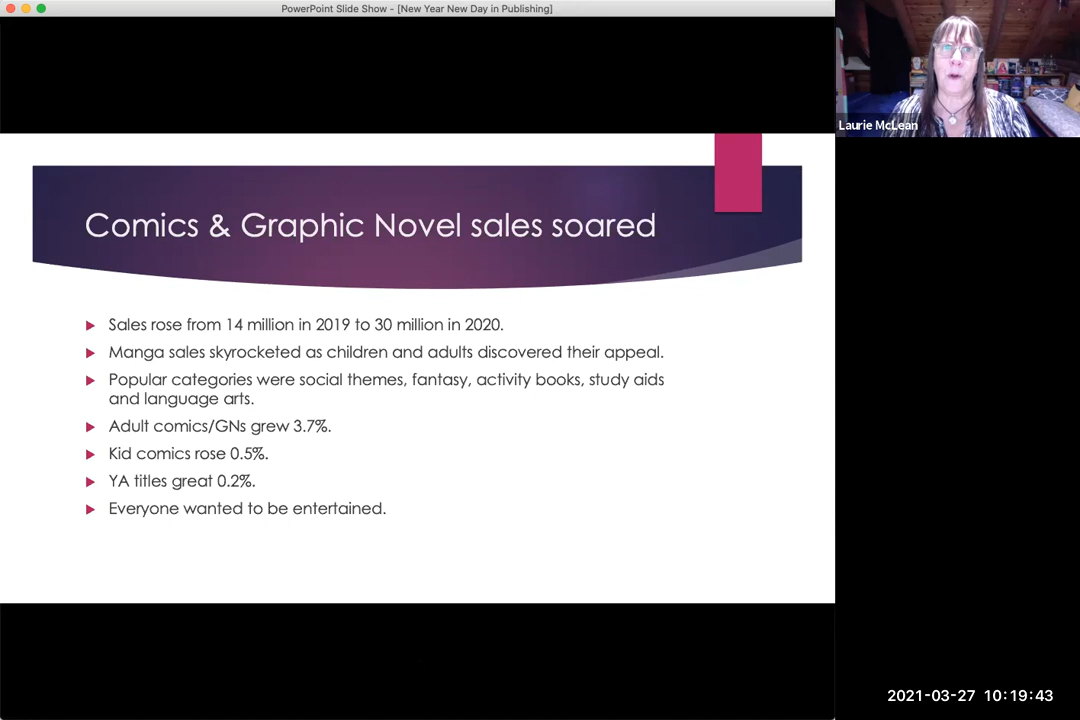 PowerPoint Slide Show - [New Year New Day in Publishing]
Laurie McLean
Comics & Graphic Novel sales soared
Sales rose from 14 million in 2019 to 30 million in 2020.
Manga sales skyrocketed as children and adults discovered their appeal.
Popular categories were social themes, fantasy, activity books, study aids
and language arts.
Adult comics/GNs grew 3.7%.
Kid comics rose 0.5%.
YA titles great 0.2%.
Everyone wanted to be entertained.
2021-03-27 10:19:43